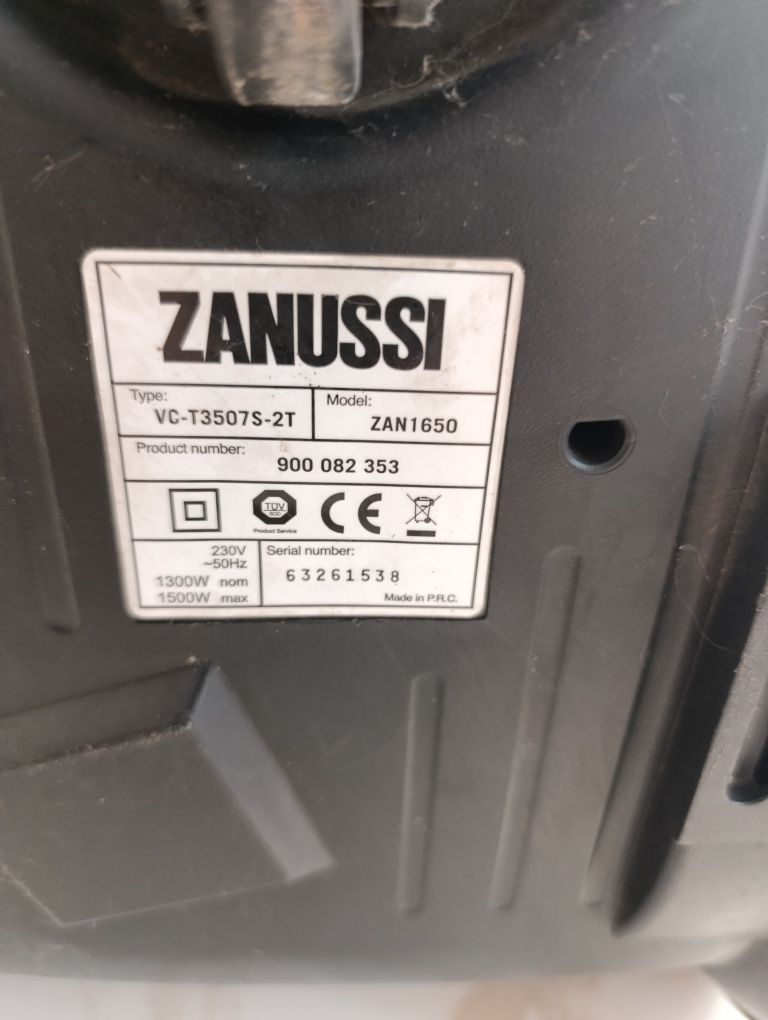 ZANUSSI
Type: VC-T3507S-2T
Model: ZAN1650
Product number: 900 082 353
TÜV
SÜD
Product Service
CE
230V
~50Hz
1300W nom
1500W max
Serial number:
63261538
Made in P.R.C.